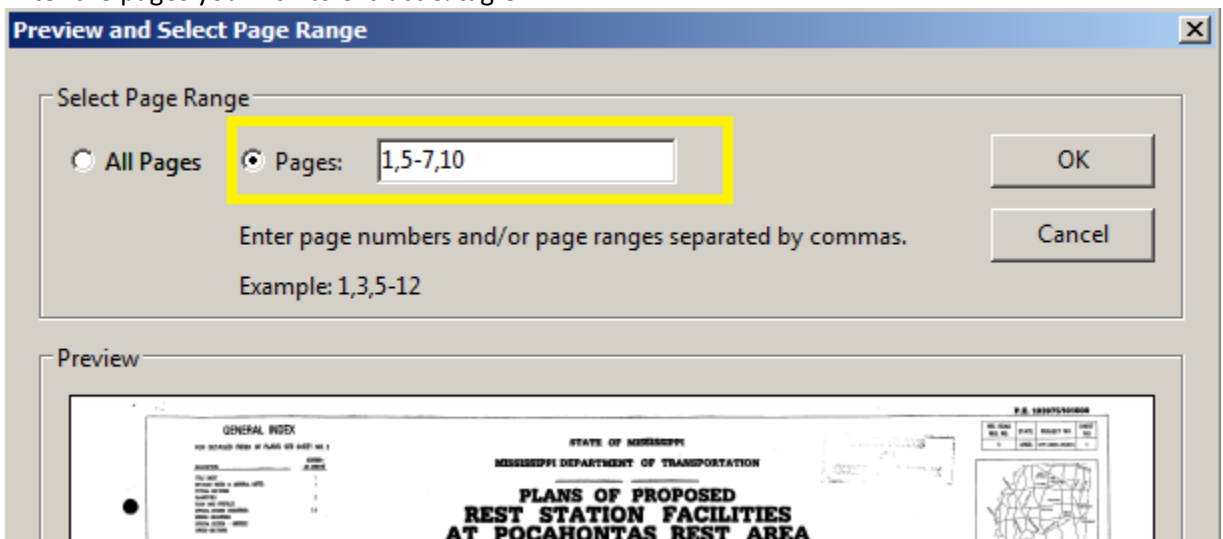 Preview and Select Page Range
Select Page Range
All Pages
Pages:
1,5-7,10
OK
Enter page numbers and/or page ranges separated by commas.
Cancel
Example: 1,3,5-12
Preview
GENERAL INDEX
STATE OF MISSISSIPPI
MISSISSIPPI DEPARTMENT OF TRANSPORTATION
PLANS OF PROPOSED
REST STATION FACILITIES
AT POCAHONTAS REST AREA